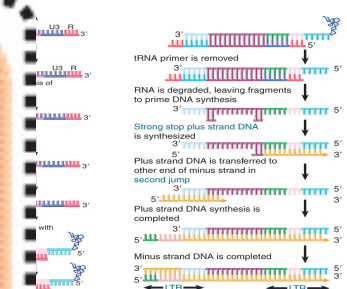 U3 R
3′
U3 R
3′
is of
3′
3′
3′
with
5′
5′
3′
5′
tRNA primer is removed
3′ 5′
RNA is degraded, leaving fragments
to prime DNA synthesis
3′ 5′
Strong stop plus strand DNA
is synthesized
3′ 5′
5′ 3′
Plus strand DNA is transferred to
other end of minus strand in
second jump
3′ 5′
5′ 3′
Plus strand DNA synthesis is
completed
3′ 5′
5′ 3′
Minus strand DNA is completed
3′ 5′
5′ 3′
LTR LTR